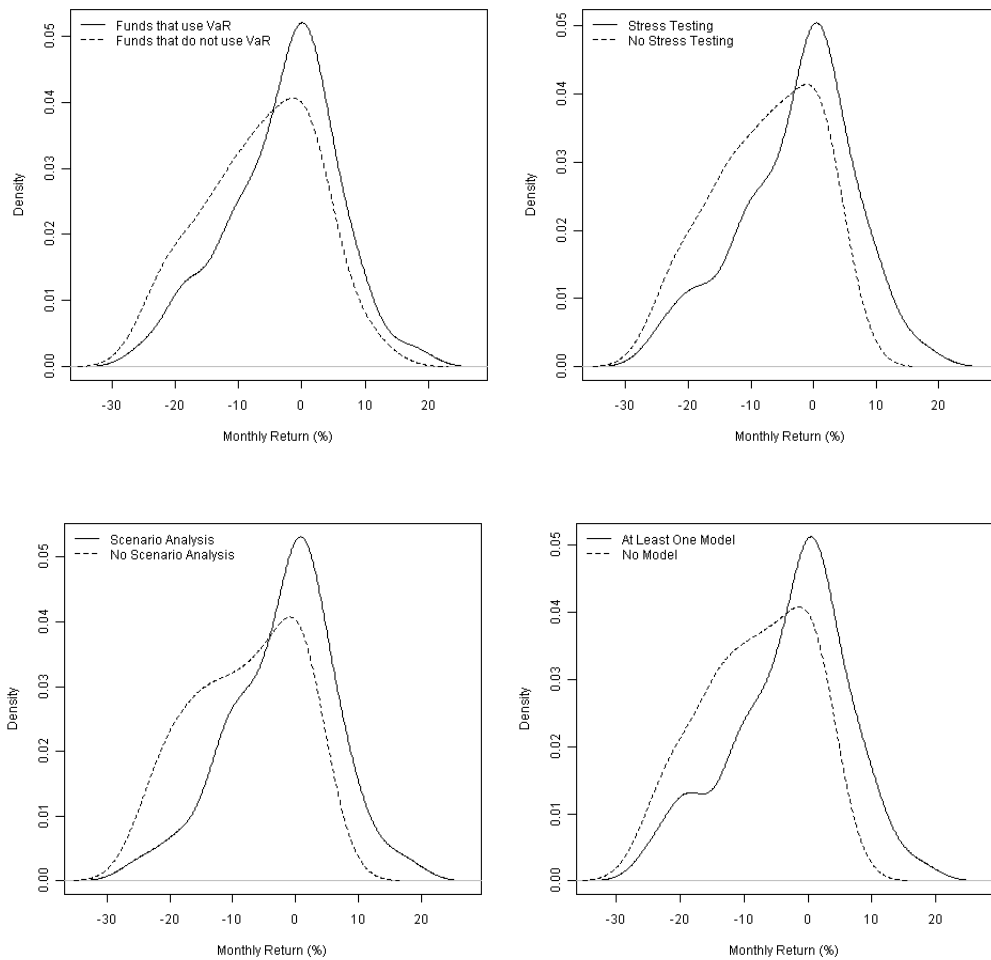 Funds that use VaR
Funds that do not use VaR
Density
0.00 0.01 0.02 0.03 0.04 0.05
-30 -20 -10 0 10 20
Monthly Return (%)
Stress Testing
No Stress Testing
Density
0.00 0.01 0.02 0.03 0.04 0.05
-30 -20 -10 0 10 20
Monthly Return (%)
Scenario Analysis
No Scenario Analysis
Density
0.00 0.01 0.02 0.03 0.04 0.05
-30 -20 -10 0 10 20
Monthly Return (%)
At Least One Model
No Model
Density
0.00 0.01 0.02 0.03 0.04 0.05
-30 -20 -10 0 10 20
Monthly Return (%)